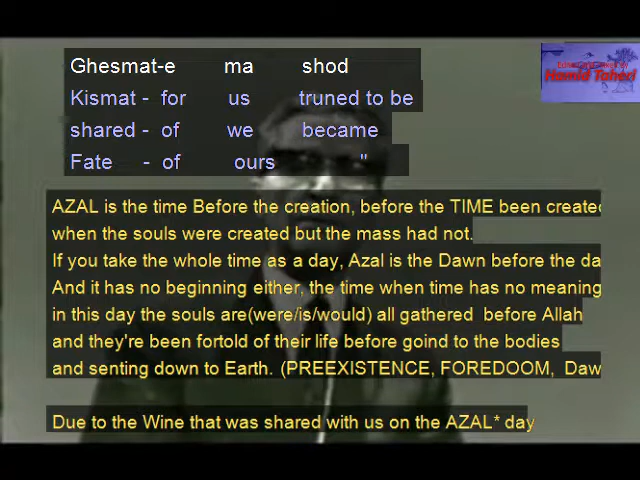 Ghesmat-e ma shod
Kismat - for us truned to be
shared - of we became
Fate - of ours "
Hamid Taheri
AZAL is the time Before the creation, before the TIME been create
when the souls were created but the mass had not.
If you take the whole time as a day, Azal is the Dawn before the da
And it has no beginning either, the time when time has no meaning
in this day the souls are(were/is/would) all gathered before Allah
and they're been fortold of their life before goind to the bodies
and senting down to Earth. (PREEXISTENCE, FOREDOOM, Daw
Due to the Wine that was shared with us on the AZAL* day